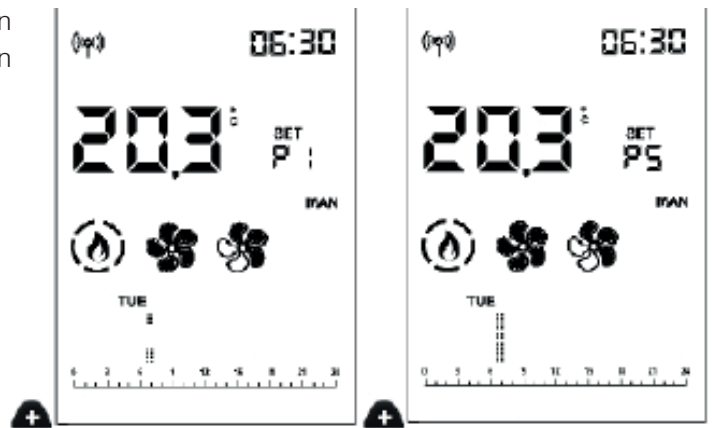 n
n
06:30
20.3 °C
SET
P1
MAN
TUE
+
06:30
20.3 °C
SET
P5
MAN
TUE
+